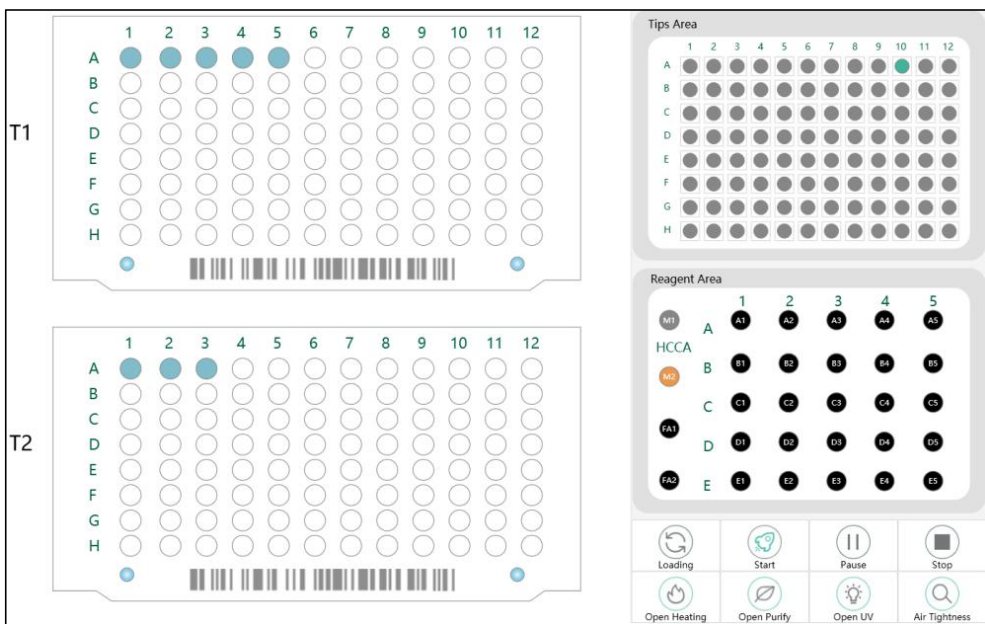 1 2 3 4 5 6 7 8 9 10 11 12
A
B
C
T1 D
E
F
G
H
1 2 3 4 5 6 7 8 9 10 11 12
A
B
C
T2 D
E
F
G
H
Tips Area
1 2 3 4 5 6 7 8 9 10 11 12
A
B
C
D
E
F
G
H
Reagent Area
1 2 3 4 5
M1 A A1 A2 A3 A4 A5
HCCA
M2 B B1 B2 B3 B4 B5
C C1 C2 C3 C4 C5
FA1 D D1 D2 D3 D4 D5
FA2 E E1 E2 E3 E4 E5
Loading Start Pause Stop
Open Heating Open Purify Open UV Air Tightness